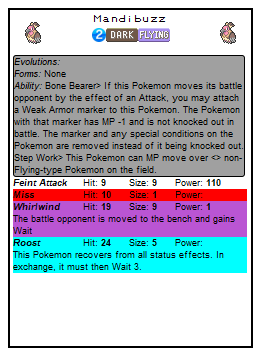 Mandibuzz
2 DARK FLYING
Evolutions:
Forms: None
Ability: Bone Bearer> If this Pokemon moves its battle
opponent by the effect of an Attack, you may attach
a Weak Armor marker to this Pokemon. The Pokemon
with that marker has MP -1 and is not knocked out in
battle. The marker and any special conditions on the
Pokemon are removed instead of it being knocked out.
Step Work> This Pokemon can MP move over <> non-
Flying-type Pokemon on the field.
Feint Attack Hit: 9 Size: 9 Power: 110
Miss Hit: 10 Size: 1 Power:
Whirlwind Hit: 19 Size: 9 Power: 1
The battle opponent is moved to the bench and gains
Wait
Roost Hit: 24 Size: 5 Power:
This Pokemon recovers from all status effects. In
exchange, it must then Wait 3.